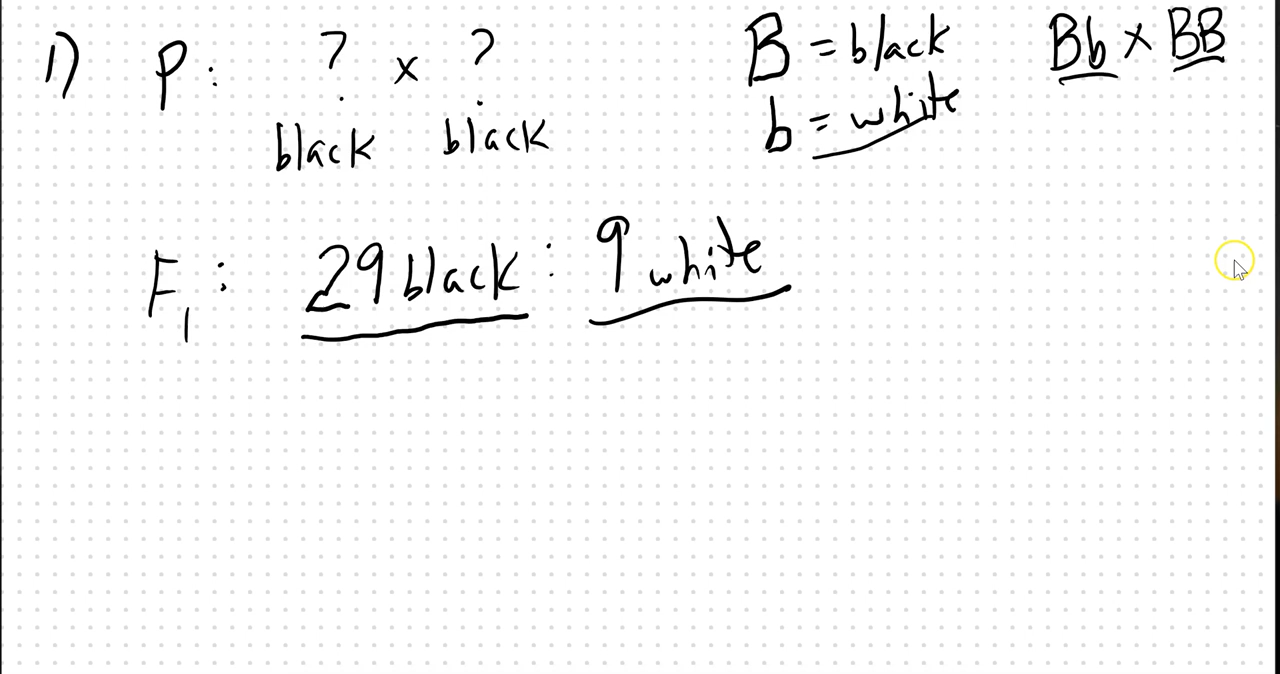 1) P: ? x ? B = black Bb x BB
black black b = white
F1: 29 black : 9 white